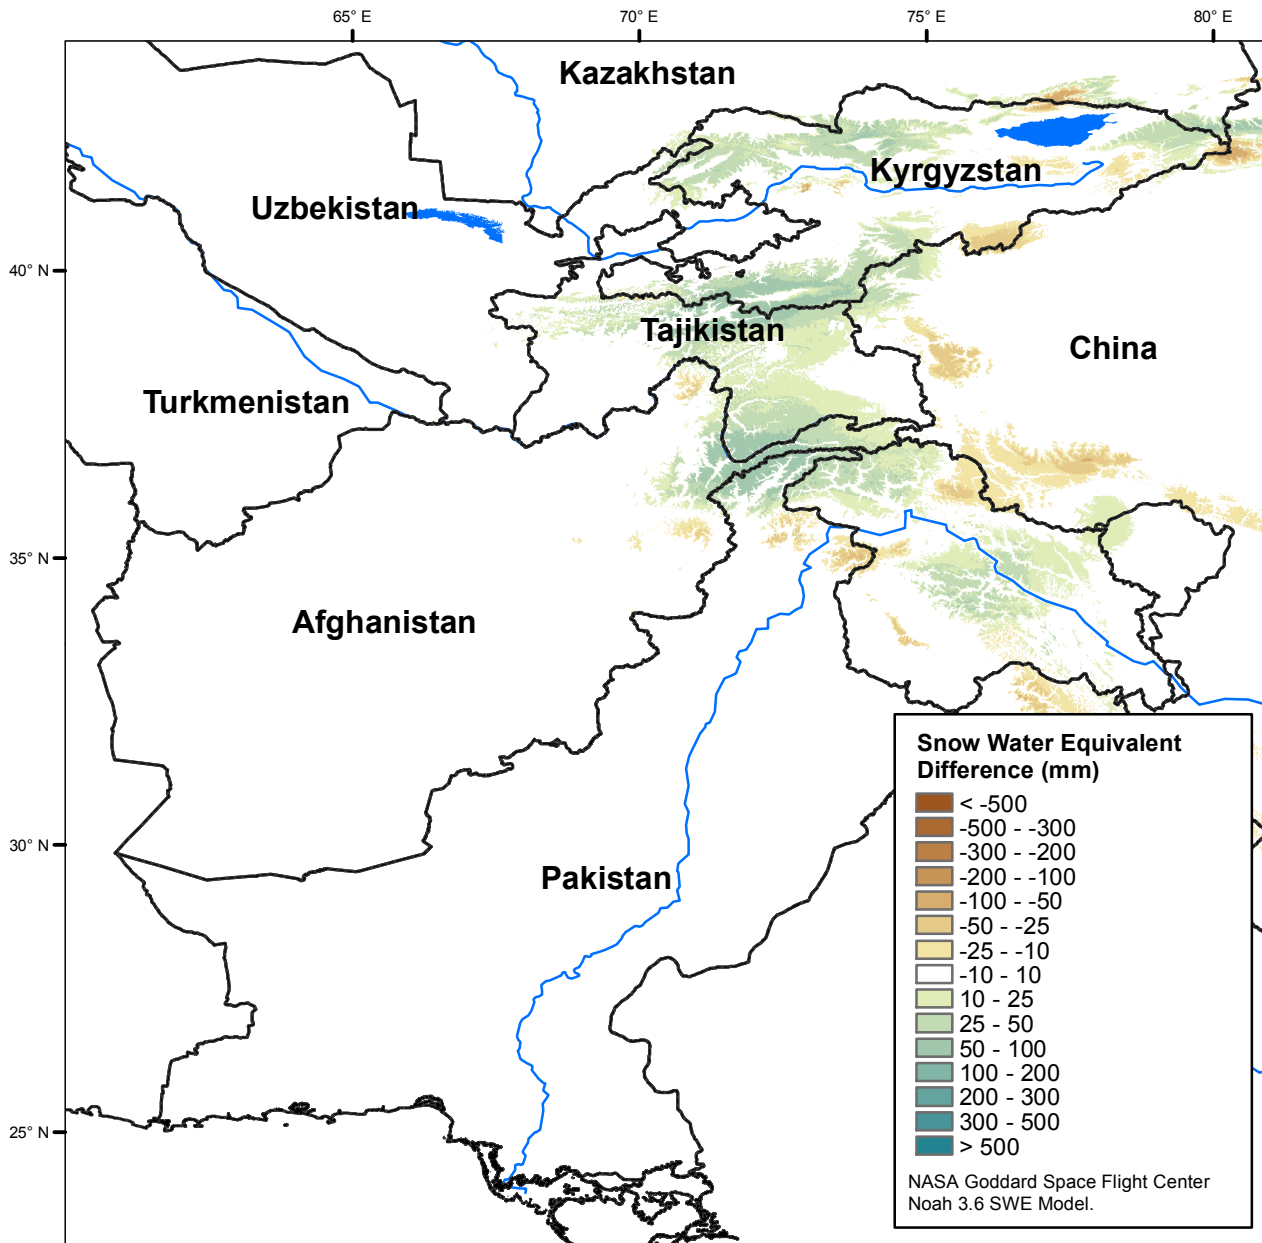 65° E
70° E
75° E
80° E
Kazakhstan
Kyrgyzstan
Uzbekistan
40° N
Tajikistan
China
Turkmenistan
35° N
Afghanistan
30° N
Pakistan
25° N
Snow Water Equivalent
Difference (mm)
< -500
-500 - -300
-300 - -200
-200 - -100
-100 - -50
-50 - -25
-25 - -10
-10 - 10
10 - 25
25 - 50
50 - 100
100 - 200
200 - 300
300 - 500
> 500
NASA Goddard Space Flight Center
Noah 3.6 SWE Model.